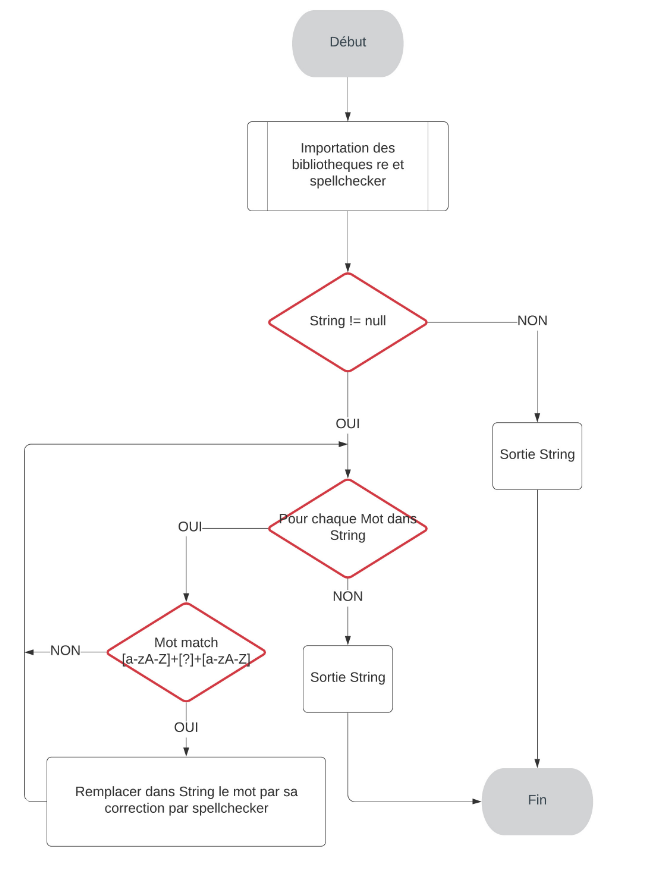 Début
Importation des
bibliotheques re et
spellchecker
String != null
NON
OUI
Sortie String
Pour chaque Mot dans
String
OUI
NON
Mot match
[a-zA-Z]+[?]+[a-zA-Z]
NON
Sortie String
OUI
Remplacer dans String le mot par sa
correction par spellchecker
Fin